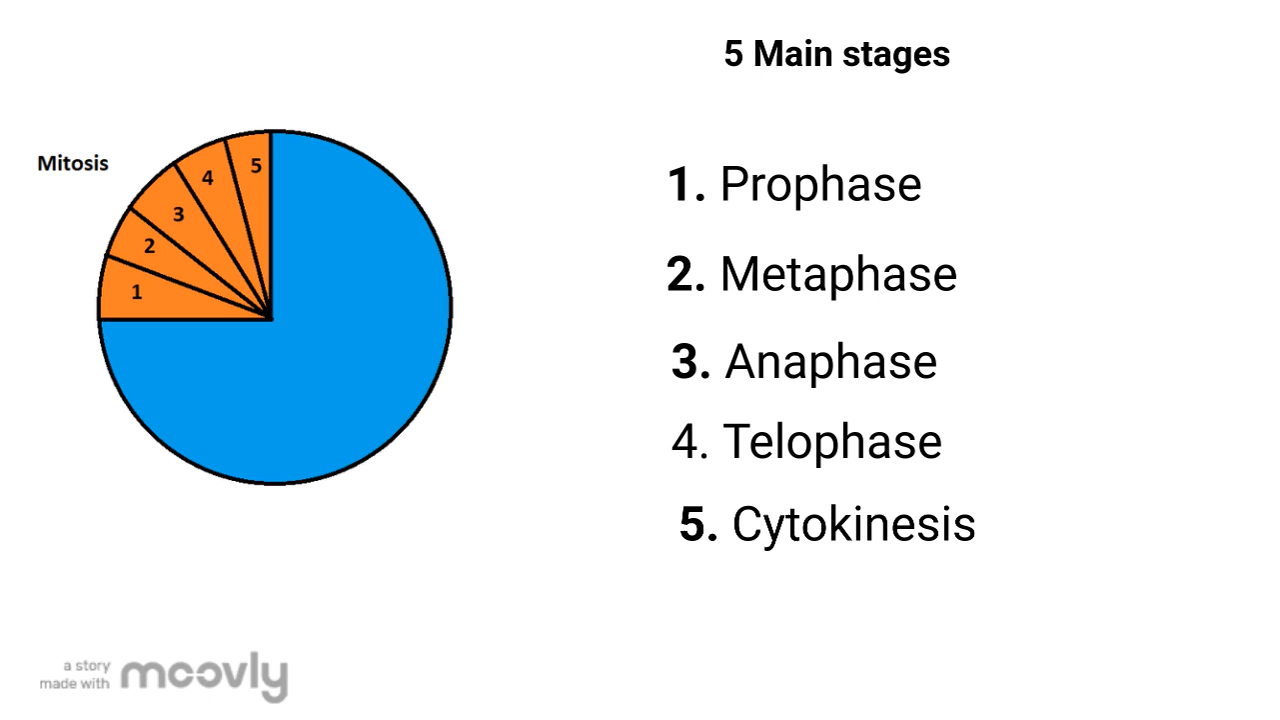 5 Main stages
Mitosis
1
2
3
4
5
1. Prophase
2. Metaphase
3. Anaphase
4. Telophase
5. Cytokinesis
a story
made with
moovly